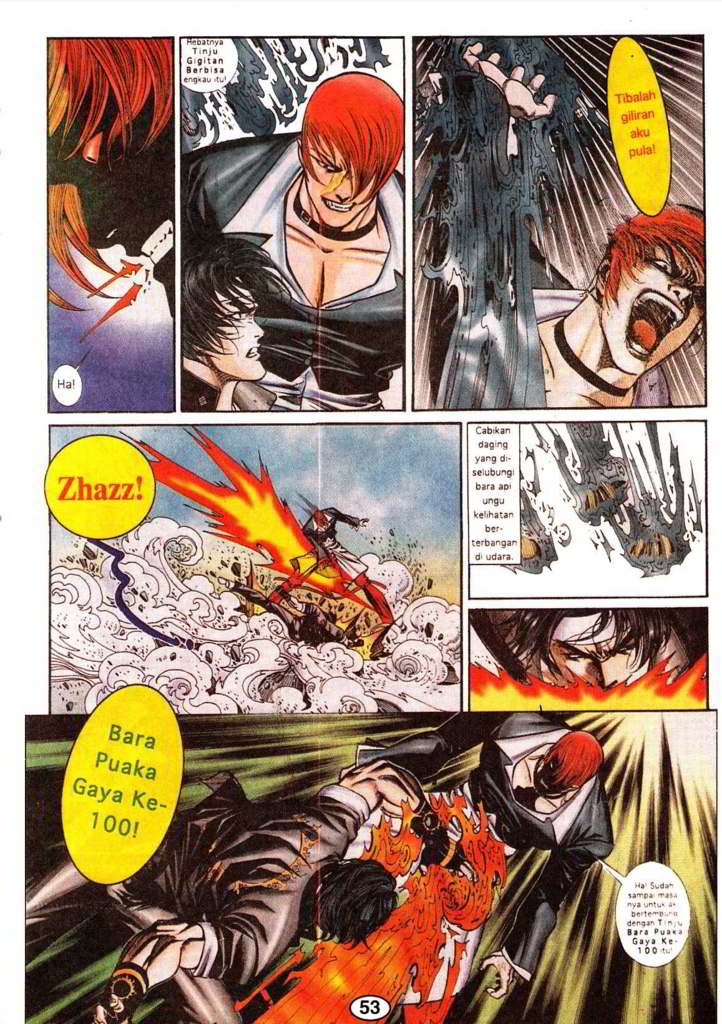 Ha!
Hebatnya
Tinju
Gigitan
Berbisa
engkau itu!
Tibalah
giliran
aku
pula!
Zhazz!
Cabikan
daging
yang di-
selubungi
bara api
ungu
kelihatan
ber-
terbangan
di udara.
Bara
Puaka
Gaya Ke-
100!
Ha! Sudah
sampai masa
nya untuk
bertembung
dengan Tinju
Bara Puaka
Gaya Ke-
100 itu!
53